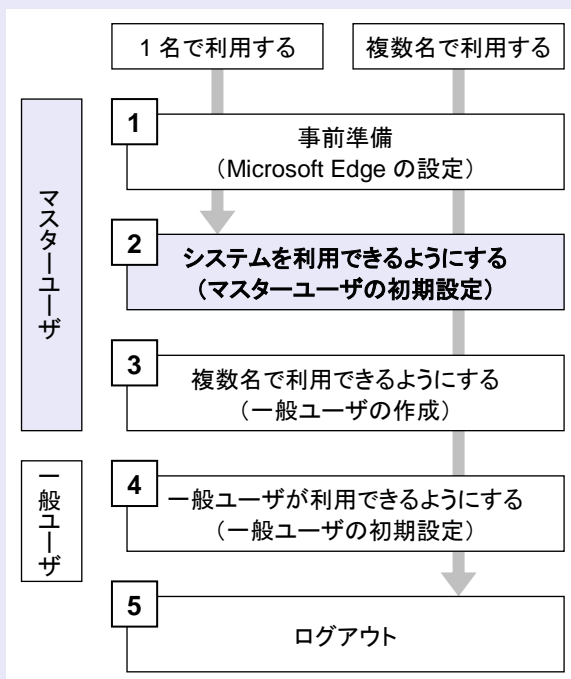 1 名で利用する
複数名で利用する
マスターユーザ
1
事前準備
（Microsoft Edge の設定）
2
システムを利用できるようにする
（マスターユーザの初期設定）
3
複数名で利用できるようにする
（一般ユーザの作成）
一般ユーザ
4
一般ユーザが利用できるようにする
（一般ユーザの初期設定）
5
ログアウト